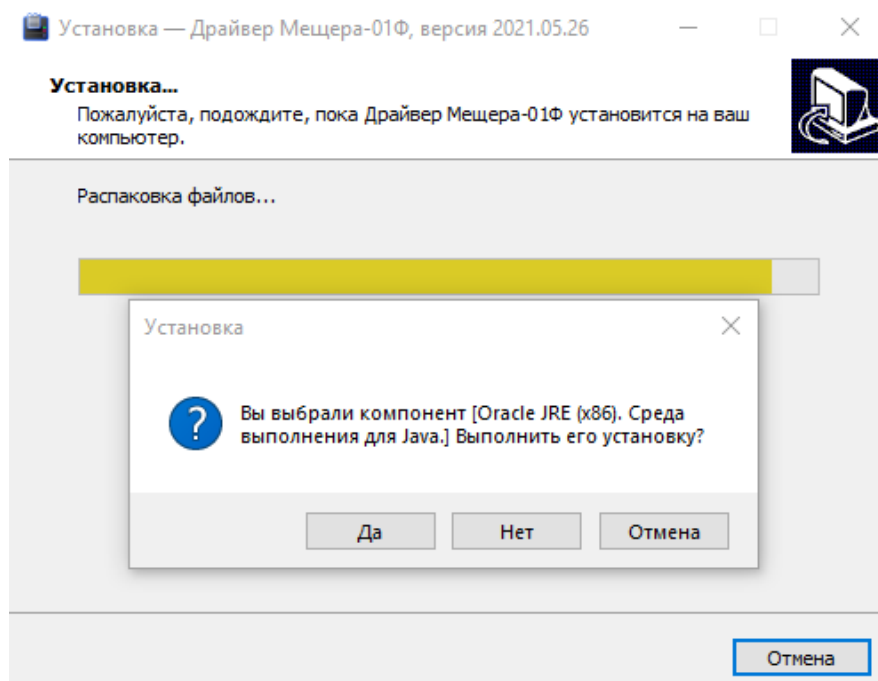 Установка — Драйвер Мещера-01Ф, версия 2021.05.26
Установка...
Пожалуйста, подождите, пока Драйвер Мещера-01Ф установится на ваш
компьютер.
Распаковка файлов...
Установка
Вы выбрали компонент [Oracle JRE (x86). Среда
выполнения для Java.] Выполнить его установку?
Да Нет Отмена
Отмена